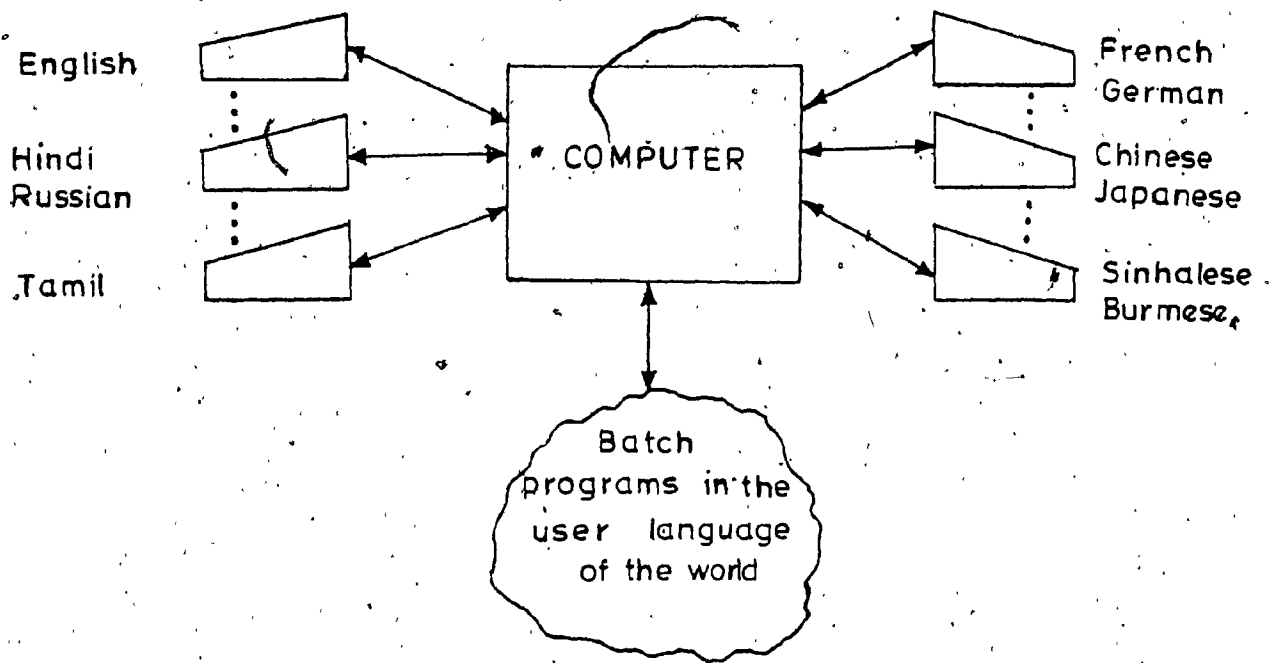 English
Hindi
Russian
Tamil
COMPUTER
French
German
Chinese
Japanese
Sinhalese
Burmese
Batch
programs in the
user language
of the world